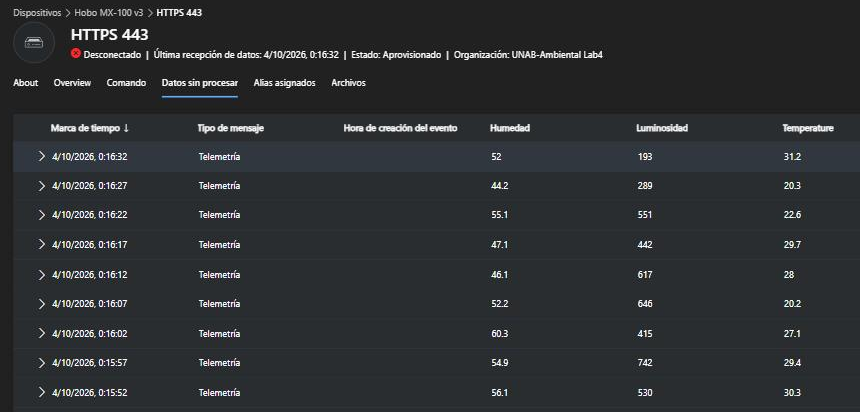 Dispositivos > Hobo MX-100 v3 > HTTPS 443
HTTPS 443
Desconectado | Última recepción de datos: 4/10/2026, 0:16:32 | Estado: Aprovisionado | Organización: UNAB-Ambiental Lab4
About Overview Comando Datos sin procesar Alias asignados Archivos
Marca de tiempo ↓ Tipo de mensaje Hora de creación del evento Humedad Luminosidad Temperature
4/10/2026, 0:16:32 Telemetría 52 193 31.2
4/10/2026, 0:16:27 Telemetría 44.2 289 20.3
4/10/2026, 0:16:22 Telemetría 55.1 551 22.6
4/10/2026, 0:16:17 Telemetría 47.1 442 29.7
4/10/2026, 0:16:12 Telemetría 46.1 617 28
4/10/2026, 0:16:07 Telemetría 52.2 646 20.2
4/10/2026, 0:16:02 Telemetría 60.3 415 27.1
4/10/2026, 0:15:57 Telemetría 54.9 742 29.4
4/10/2026, 0:15:52 Telemetría 56.1 530 30.3